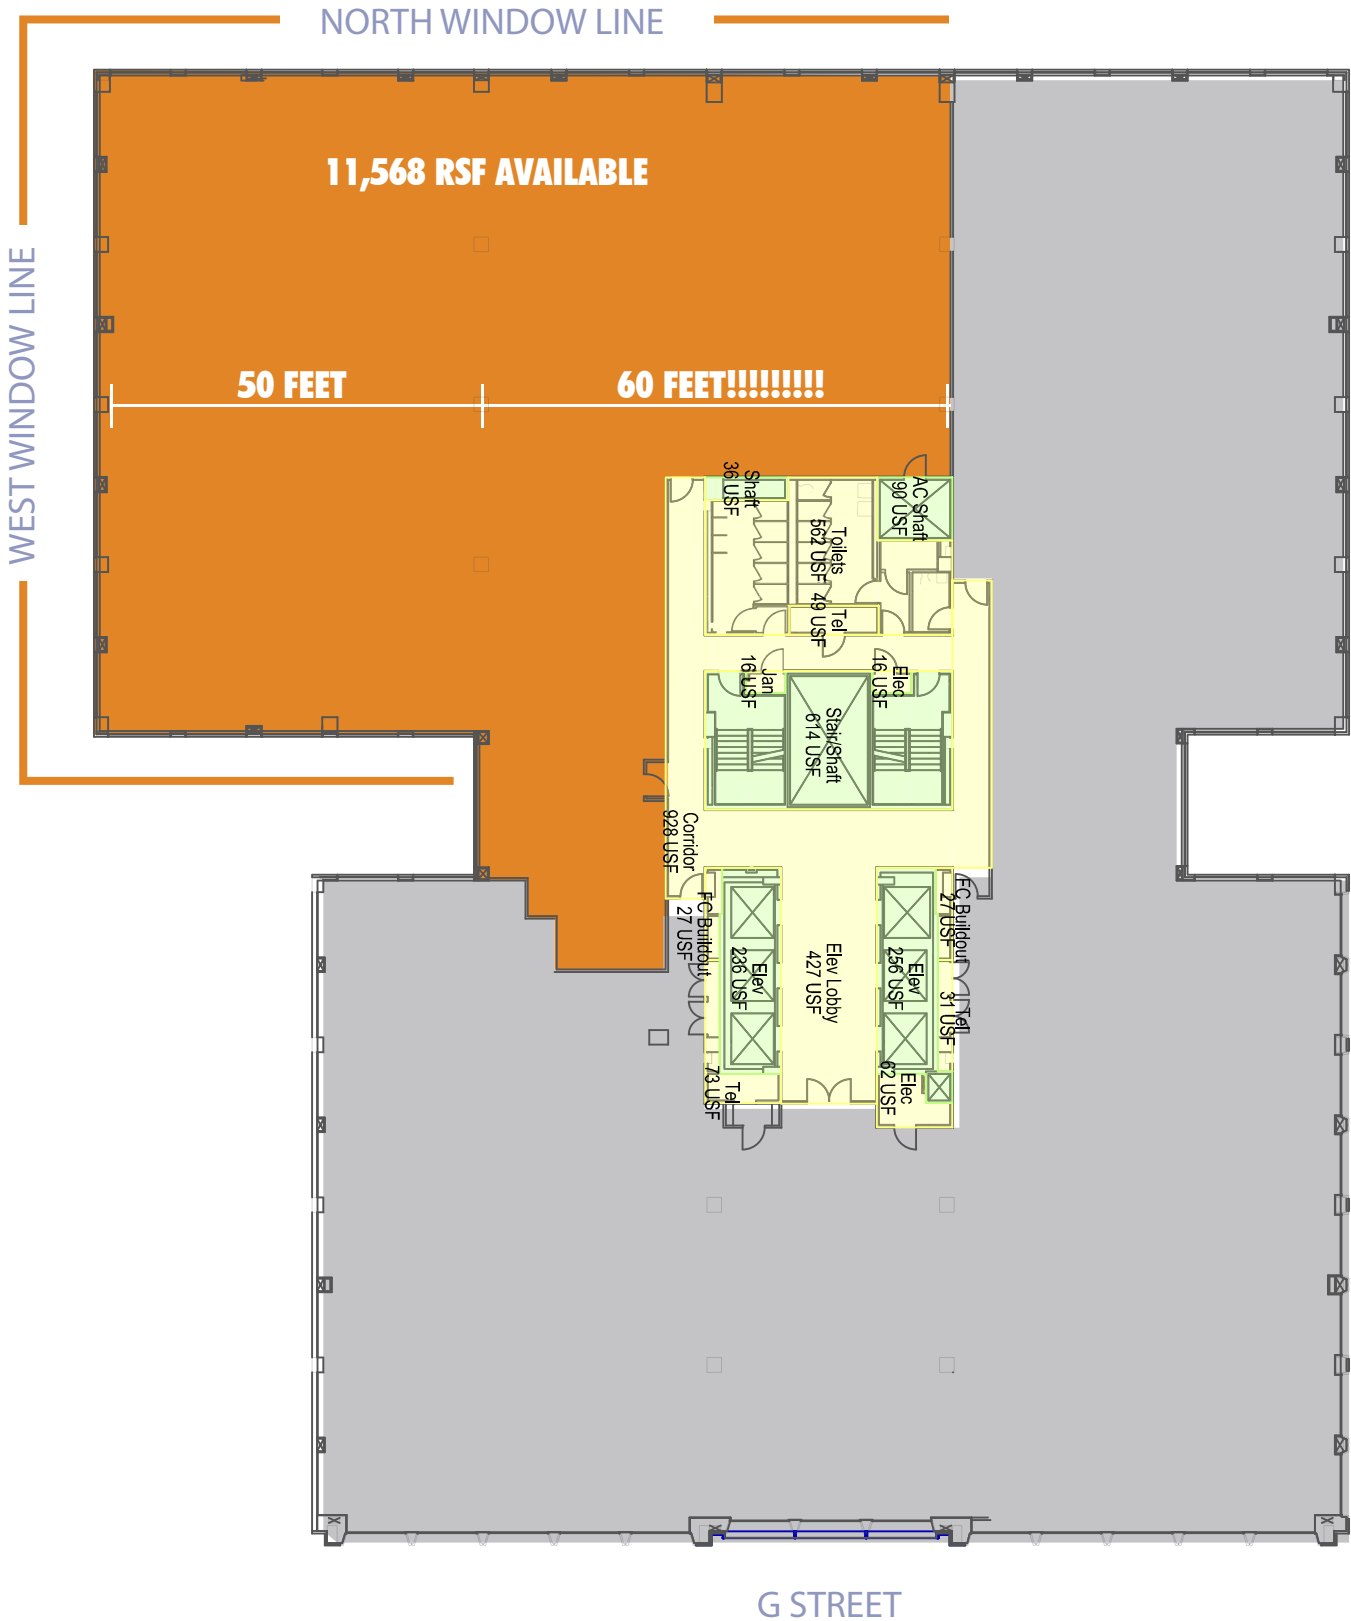 NORTH WINDOW LINE
WEST WINDOW LINE
11,568 RSF AVAILABLE
50 FEET
60 FEET!!!!!!!!!
Shaft
36 USF
AC Shaft
90 USF
Toilets
562 USF
Tel
49 USF
Jan
16 USF
Elec
16 USF
Stair/Shaft
614 USF
Corridor
928 USF
FC Buildout
27 USF
FC Buildout
27 USF
Elev
236 USF
Elev Lobby
427 USF
Elev
256 USF
Tell
31 USF
Tel
73 USF
Elec
62 USF
G STREET